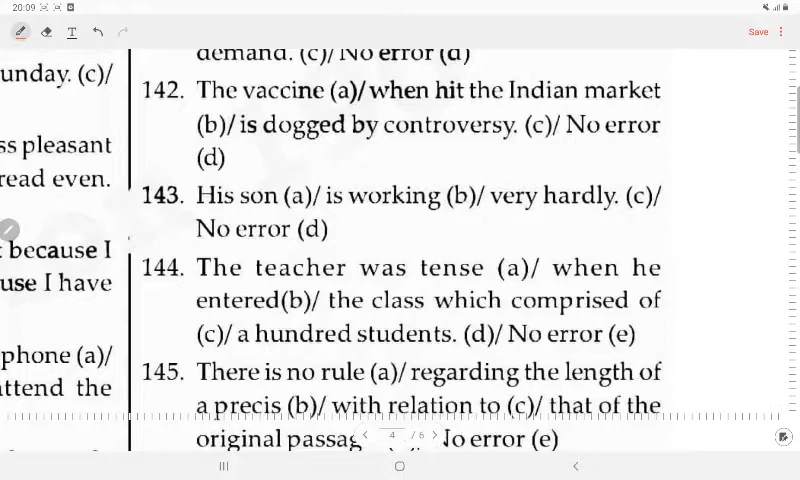 20:09
Save
unday. (c)/
ss pleasant
read even.
because I
use I have
phone (a)/
attend the
demand. (c)/ No error (d)
142. The vaccine (a)/ when hit the Indian market
(b)/ is dogged by controversy. (c)/ No error
(d)
143. His son (a)/ is working (b)/ very hardly. (c)/
No error (d)
144. The teacher was tense (a)/ when he
entered(b)/ the class which comprised of
(c)/ a hundred students. (d)/ No error (e)
145. There is no rule (a)/ regarding the length of
a precis (b)/ with relation to (c)/ that of the
original passag
No error (e)
4 / 6